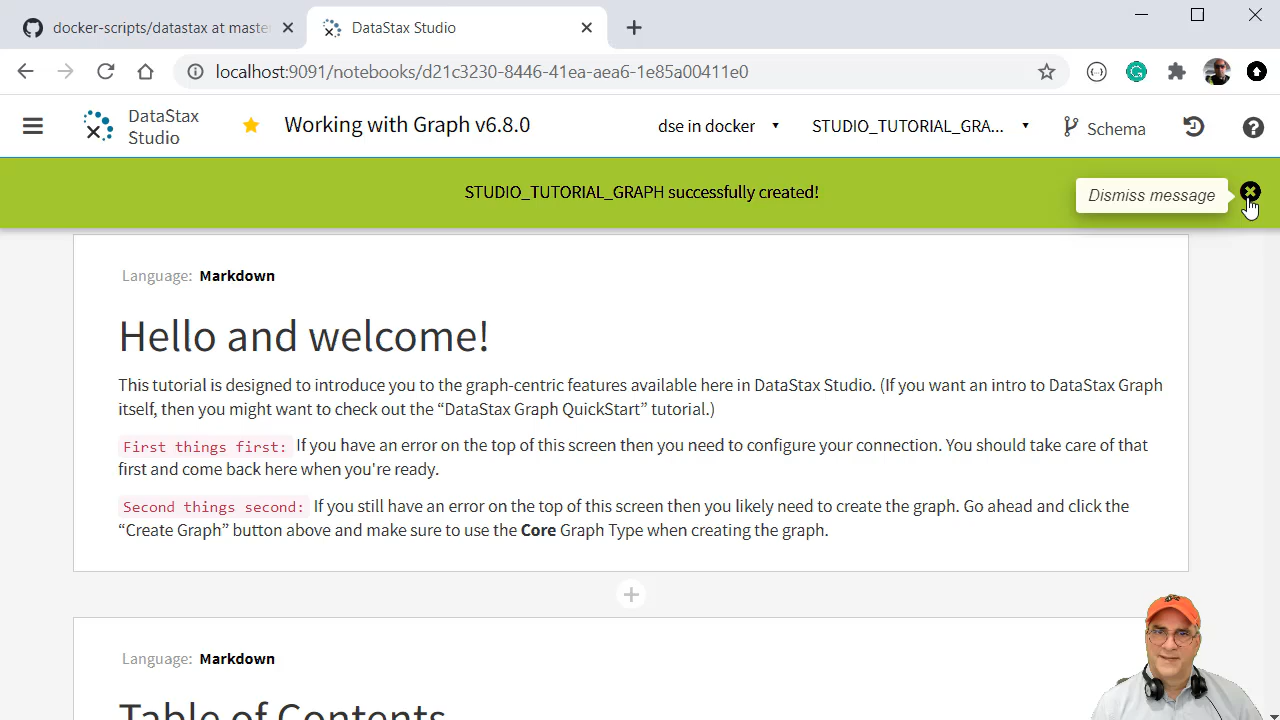 docker-scripts/datastax at maste
DataStax Studio
localhost:9091/notebooks/d21c3230-8446-41ea-aea6-1e85a00411e0
DataStax
Studio
Working with Graph v6.8.0
dse in docker
STUDIO_TUTORIAL_GRA...
Schema
STUDIO_TUTORIAL_GRAPH successfully created!
Dismiss message
Language: Markdown
Hello and welcome!
This tutorial is designed to introduce you to the graph-centric features available here in DataStax Studio. (If you want an intro to DataStax Graph
itself, then you might want to check out the “DataStax Graph QuickStart” tutorial.)
First things first: If you have an error on the top of this screen then you need to configure your connection. You should take care of that
first and come back here when you're ready.
Second things second: If you still have an error on the top of this screen then you likely need to create the graph. Go ahead and click the
“Create Graph” button above and make sure to use the Core Graph Type when creating the graph.
Language: Markdown
Table of Contents